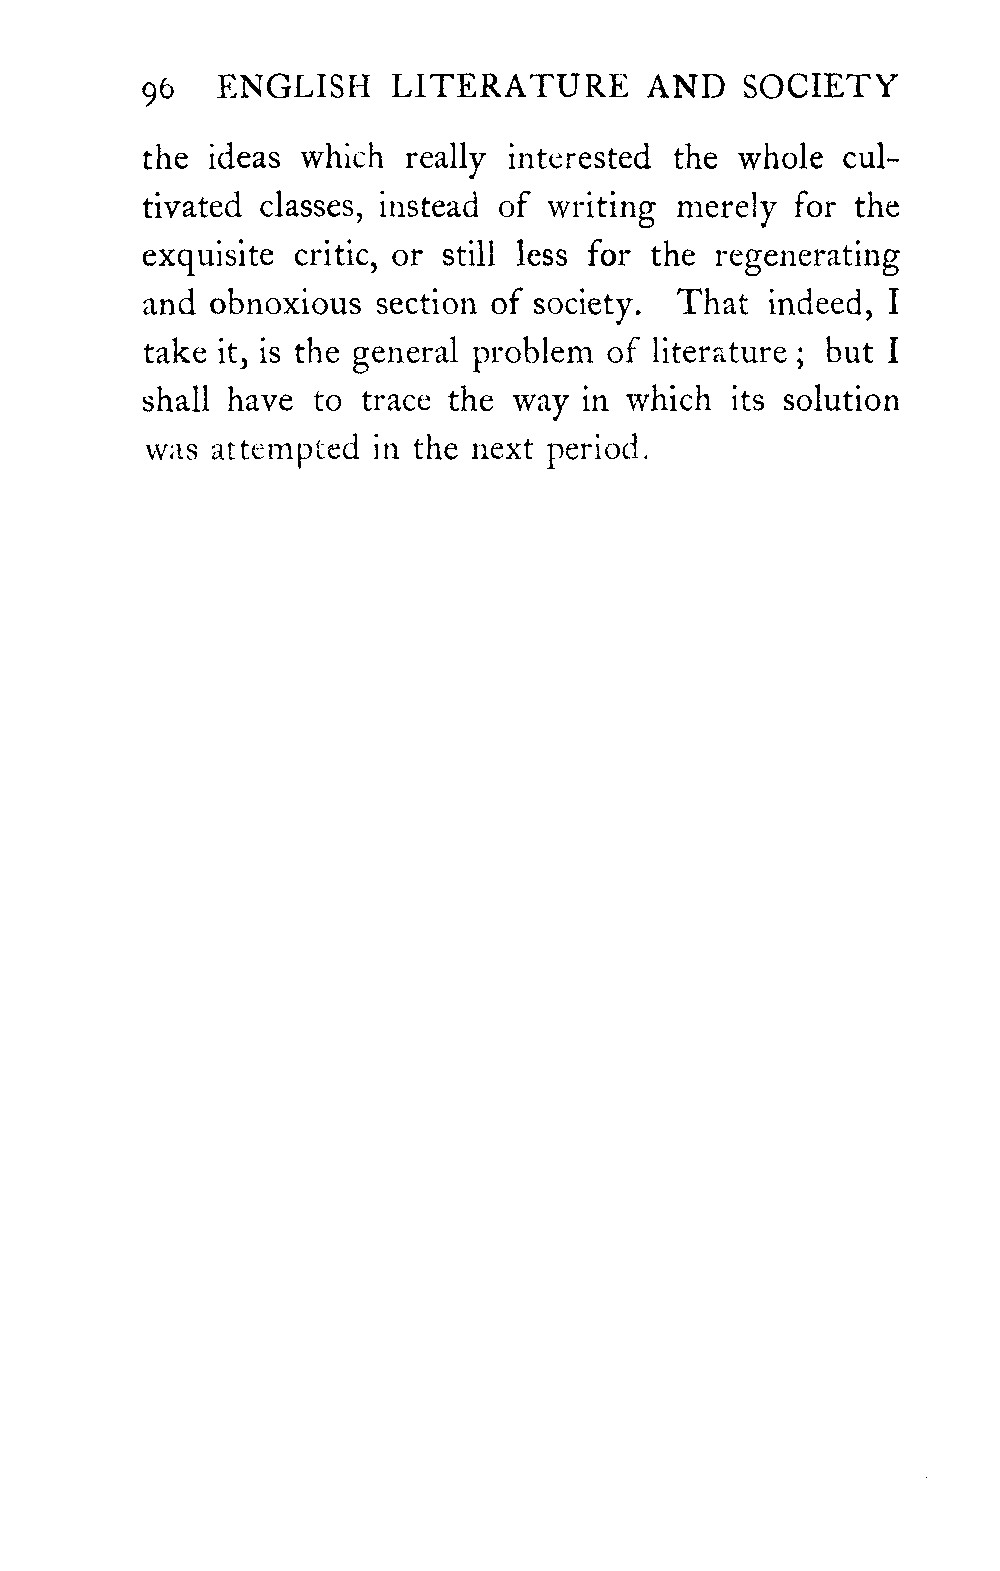 96 ENGLISH LITERATURE AND SOCIETY
the ideas which really interested the whole cul-
tivated classes, instead of writing merely for the
exquisite critic, or still less for the regenerating
and obnoxious section of society. That indeed, I
take it, is the general problem of literature ; but I
shall have to trace the way in which its solution
was attempted in the next period.